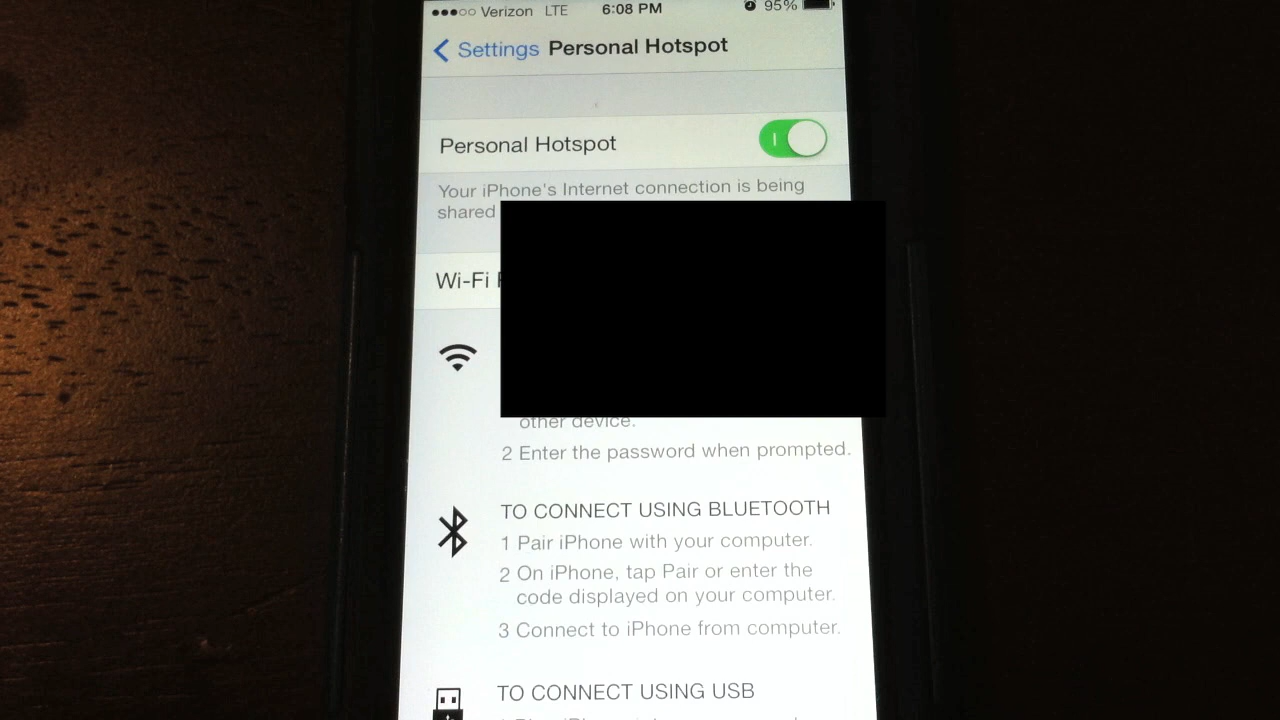 Verizon LTE 6:08 PM 95%
Settings Personal Hotspot
Personal Hotspot
Your iPhone's Internet connection is being
shared
Wi-Fi
other device.
2 Enter the password when prompted.
TO CONNECT USING BLUETOOTH
1 Pair iPhone with your computer.
2 On iPhone, tap Pair or enter the
code displayed on your computer.
3 Connect to iPhone from computer.
TO CONNECT USING USB